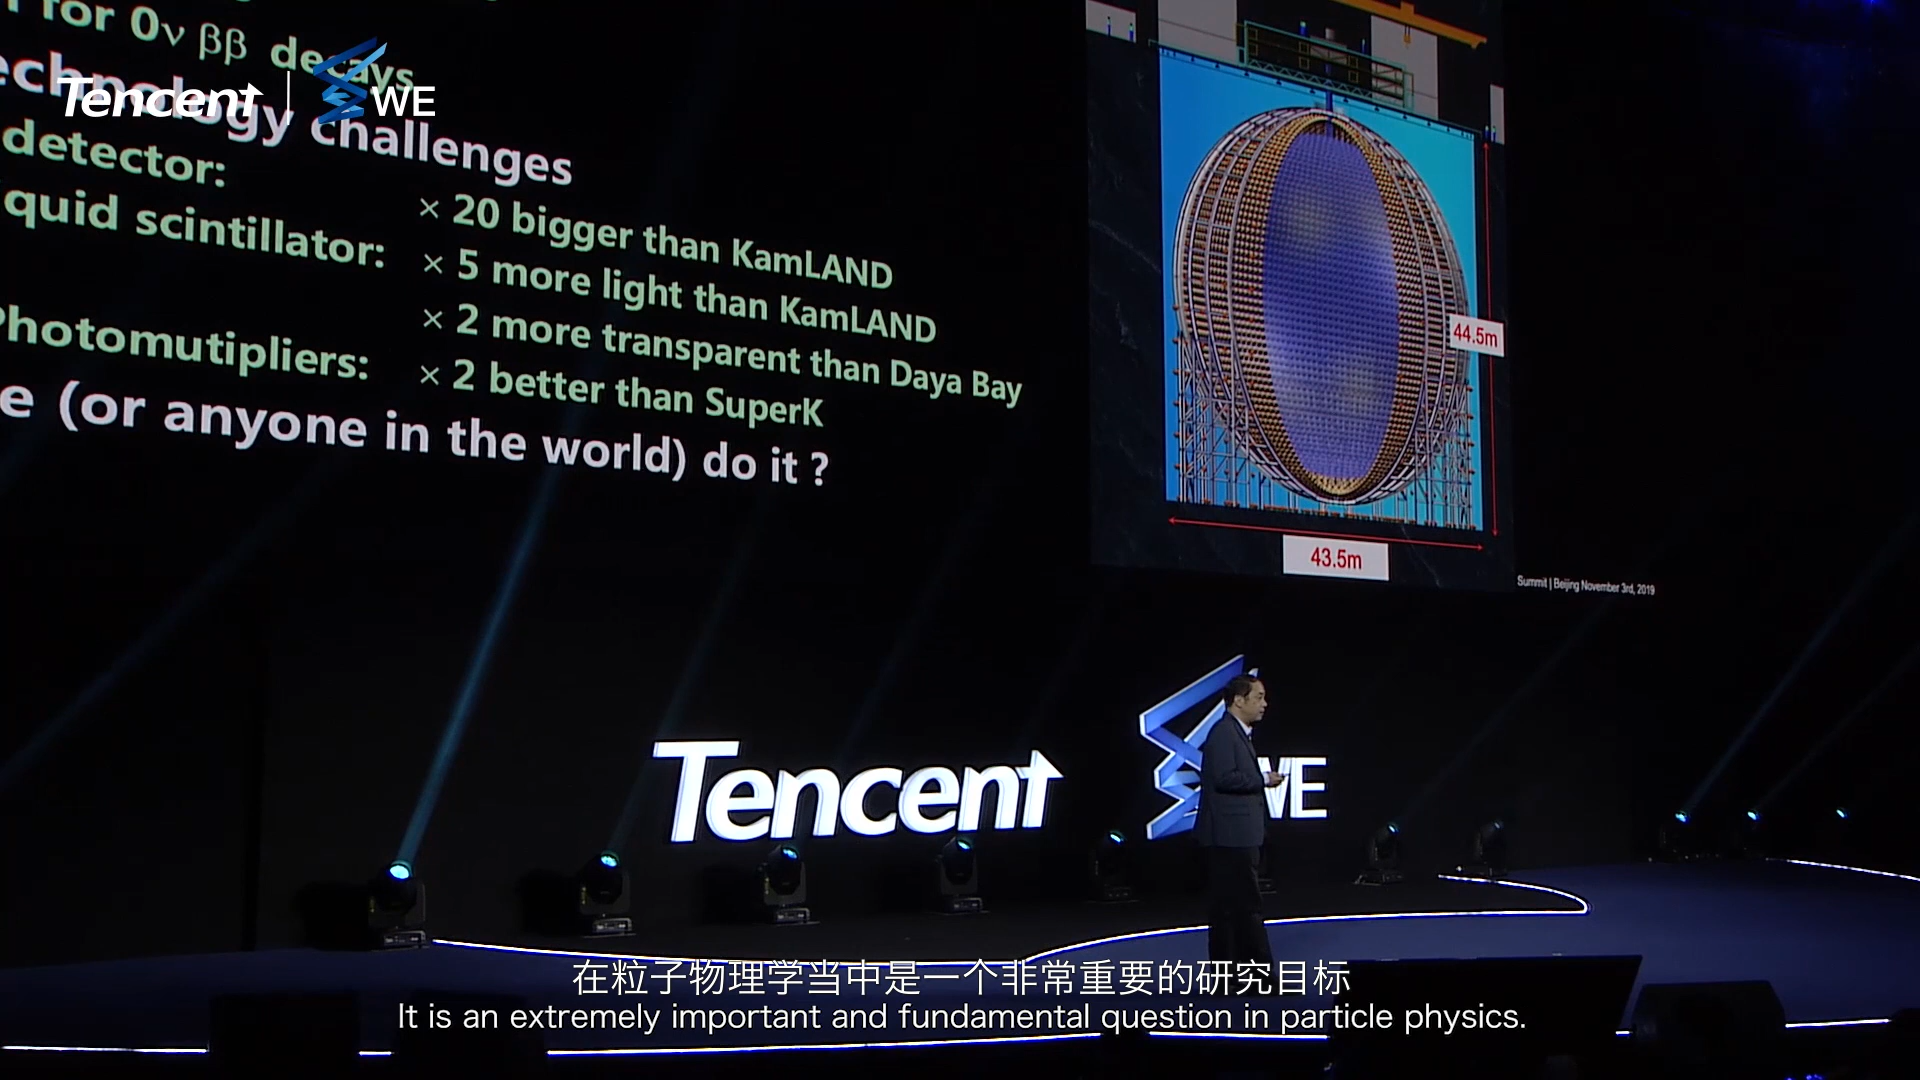 for 0ν ββ decays
Tencent WE
echnology challenges
detector:
× 20 bigger than KamLAND
quid scintillator:
× 5 more light than KamLAND
× 2 more transparent than Daya Bay
Photomutipliers:
× 2 better than SuperK
e (or anyone in the world) do it ?
44.5m
43.5m
Summit | Beijing November 3rd, 2019
Tencent WE
在粒子物理学当中是一个非常重要的研究目标
It is an extremely important and fundamental question in particle physics.